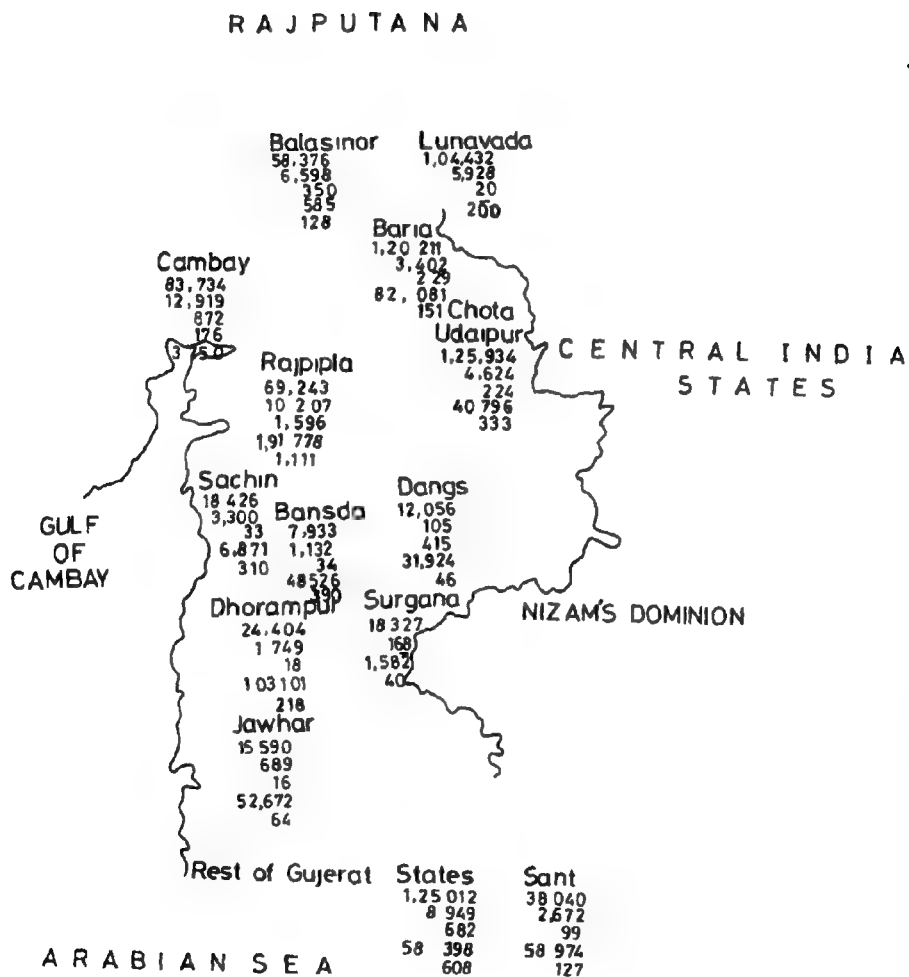 RAJPUTANA
Balasinor
58,376
6,598
350
585
128
Lunavada
1,04,432
5,928
20
200
Baria
1,20 211
3,402
229
82, 081
151
Cambay
83,734
12,919
872
176
3 750
Chota
Udaipur
1,25,934
4,624
224
40 796
333
CENTRAL INDIA
STATES
Rajpipla
69,243
10 207
1,596
1,91 778
1,111
Sachin
18 426
3,300
33
6,871
310
Bansda
7,933
1,132
34
48526
390
Dangs
12,056
105
415
31,924
46
GULF
OF
CAMBAY
Dhorampur
24,404
1 749
18
1 03 101
218
Surgana
18 327
168
1,582
40
NIZAM'S DOMINION
Jawhar
15 590
689
16
52,672
64
Rest of Gujerat States
1,25 012
8 949
682
58 398
608
Sant
38 040
2,672
99
58 974
127
ARABIAN SEA